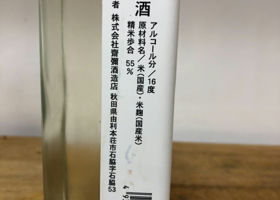 酒
アルコール分/16度
原材料名/米(国産)・米麹(国産米)
精米歩合 55%
者 株式会社齋彌酒造店 秋田県由利本荘市石脇字石脇53
49